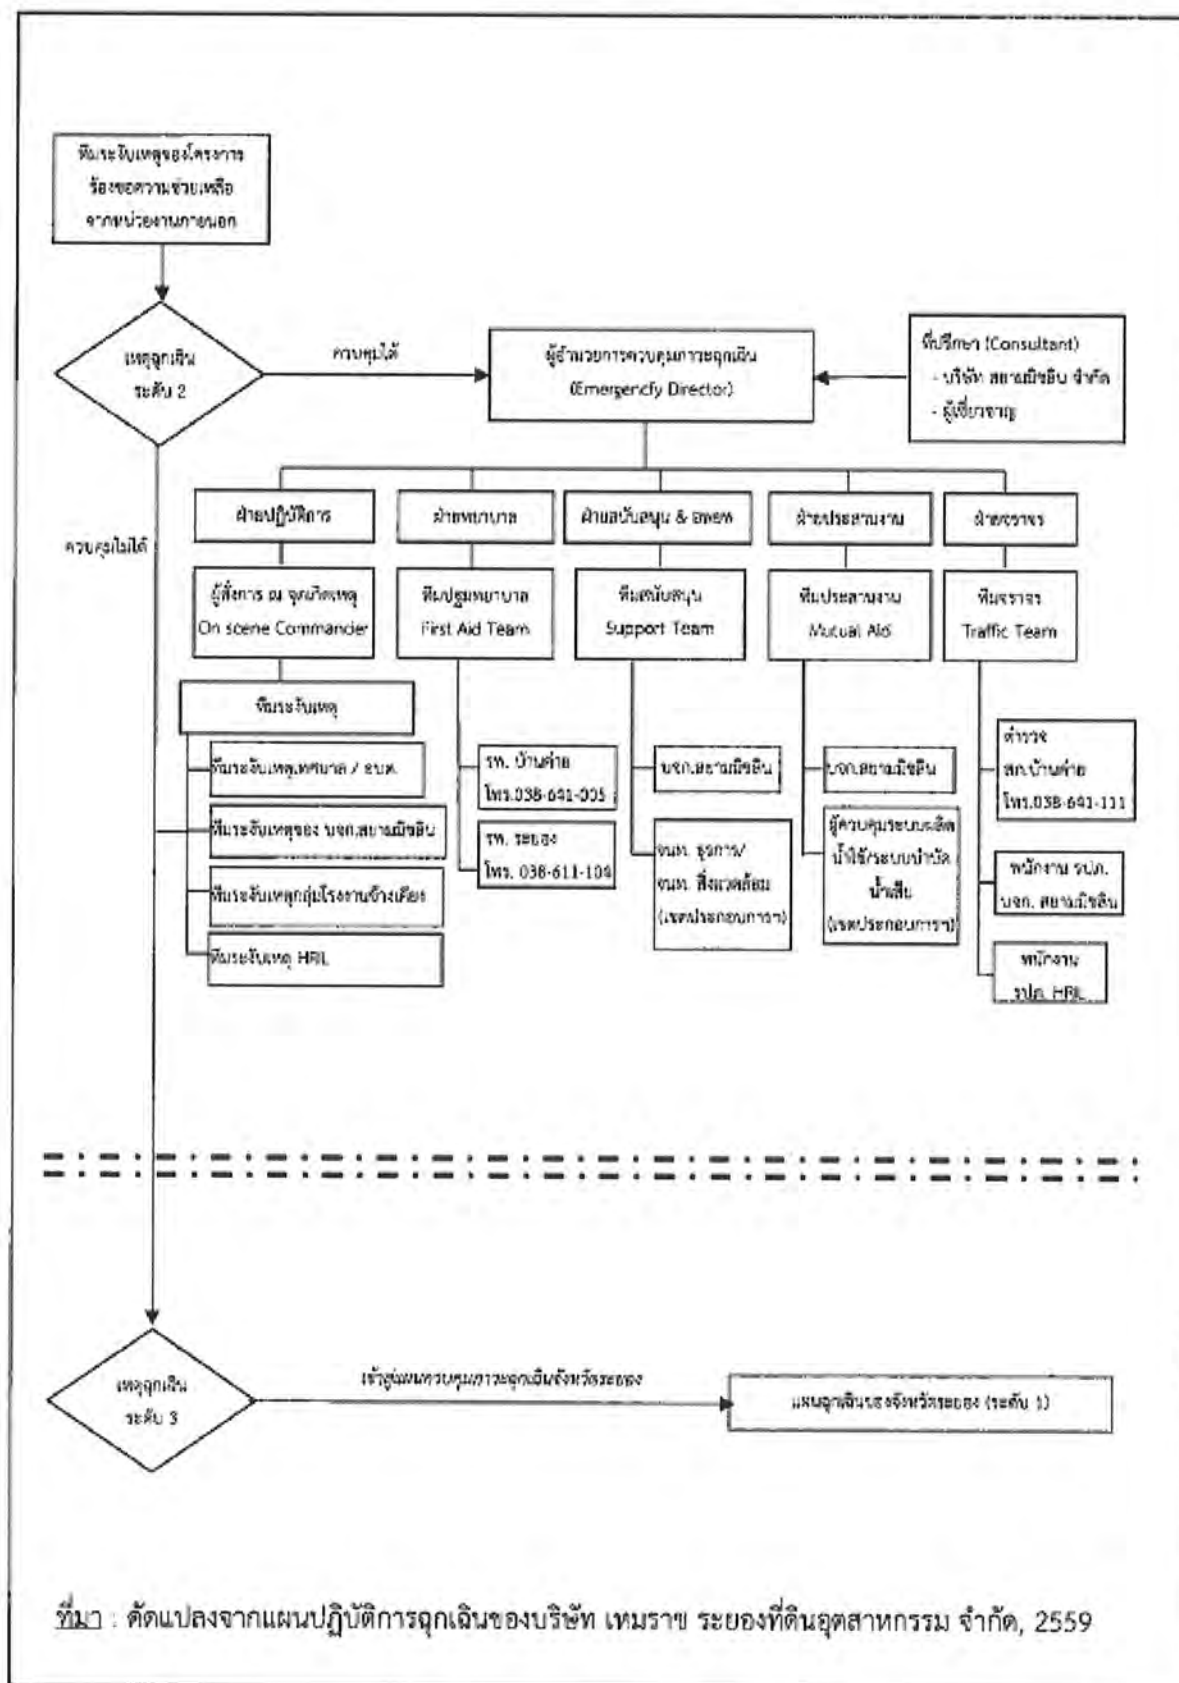 ทีมระงับเหตุของโครงการ
ร้องขอความช่วยเหลือ
จากหน่วยงานภายนอก
เหตุฉุกเฉิน
ระดับ 2
ควบคุมได้
ผู้อำนวยการควบคุมภาวะฉุกเฉิน
(Emergencfy Director)
ที่ปรึกษา (Consultant)
- บริษัท สยามมิชลิน จำกัด
- ผู้เชี่ยวชาญ
ควบคุมไม่ได้
ฝ่ายปฏิบัติการ
ฝ่ายพยาบาล
ฝ่ายสนับสนุน & อพยพ
ฝ่ายประสานงาน
ฝ่ายจราจร
ผู้สั่งการ ณ จุดเกิดเหตุ
On scene Commander
ทีมปฐมพยาบาล
First Aid Team
ทีมสนับสนุน
Support Team
ทีมประสานงาน
Mutual Aid
ทีมจราจร
Traffic Team
ทีมระงับเหตุ
ทีมระงับเหตุเทศบาล / อบต.
ทีมระงับเหตุของ บจก.สยามมิชลิน
ทีมระงับเหตุกลุ่มโรงงานข้างเคียง
ทีมระงับเหตุ HRIL
รพ. บ้านค่าย
โทร.038-641-005
รพ. ระยอง
โทร. 038-611-104
บจก.สยามมิชลิน
จนท. ธุรการ/
จนท. สิ่งแวดล้อม
(เขตประกอบการฯ)
บจก.สยามมิชลิน
ผู้ควบคุมระบบผลิต
น้ำใช้/ระบบบำบัด
น้ำเสีย
(เขตประกอบการฯ)
ตำรวจ
สภ.บ้านค่าย
โทร.038-641-111
พนักงาน รปภ.
บจก. สยามมิชลิน
พนักงาน
รปภ. HRIL
เหตุฉุกเฉิน
ระดับ 3
เข้าสู่แผนควบคุมภาวะฉุกเฉินจังหวัดระยอง
แผนฉุกเฉินของจังหวัดระยอง (ระดับ 1)
ที่มา : ดัดแปลงจากแผนปฏิบัติการฉุกเฉินของบริษัท เหมราช ระยองที่ดินอุตสาหกรรม จำกัด, 2559